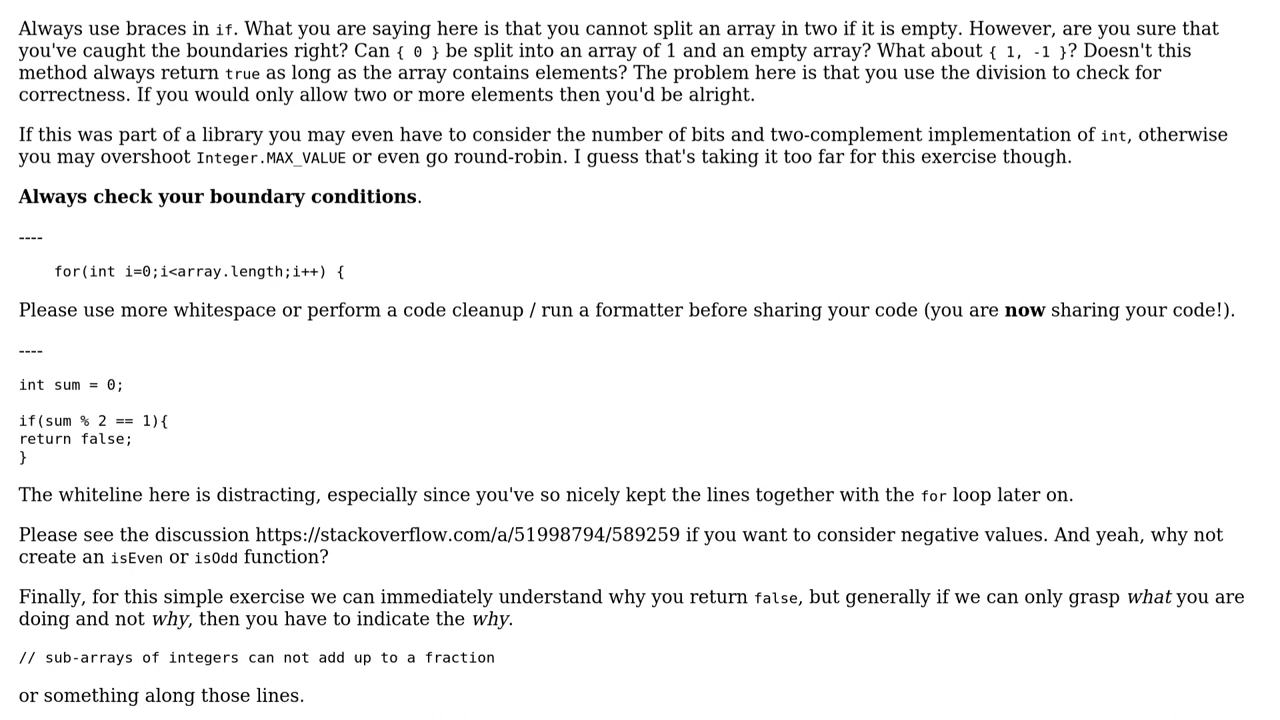 Always use braces in if. What you are saying here is that you cannot split an array in two if it is empty. However, are you sure that
you've caught the boundaries right? Can { 0 } be split into an array of 1 and an empty array? What about { 1, -1 }? Doesn't this
method always return true as long as the array contains elements? The problem here is that you use the division to check for
correctness. If you would only allow two or more elements then you'd be alright.
If this was part of a library you may even have to consider the number of bits and two-complement implementation of int, otherwise
you may overshoot Integer.MAX_VALUE or even go round-robin. I guess that's taking it too far for this exercise though.
Always check your boundary conditions.
----
for(int i=0;i<array.length;i++) {
Please use more whitespace or perform a code cleanup / run a formatter before sharing your code (you are now sharing your code!).
----
int sum = 0;
if(sum % 2 == 1){
return false;
}
The whiteline here is distracting, especially since you've so nicely kept the lines together with the for loop later on.
Please see the discussion https://stackoverflow.com/a/51998794/589259 if you want to consider negative values. And yeah, why not
create an isEven or isOdd function?
Finally, for this simple exercise we can immediately understand why you return false, but generally if we can only grasp what you are
doing and not why, then you have to indicate the why.
// sub-arrays of integers can not add up to a fraction
or something along those lines.